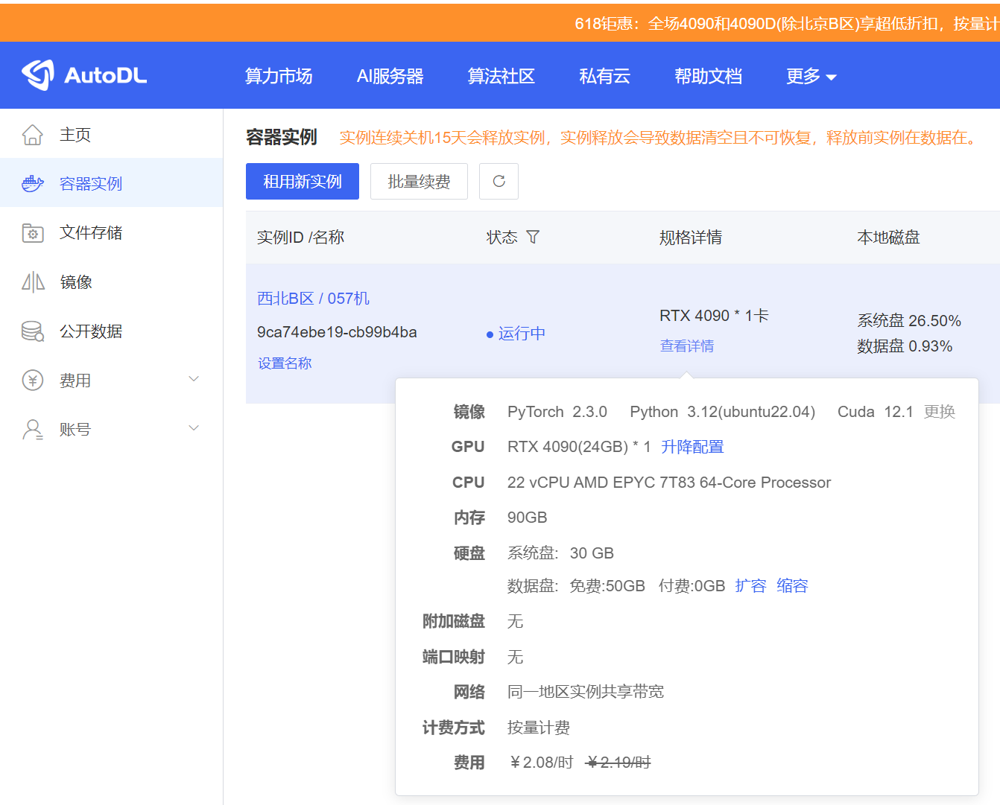 618钜惠：全场4090和4090D(除北京B区)享超低折扣，按量计
AutoDL
算力市场 AI服务器 算法社区 私有云 帮助文档 更多
主页
容器实例
文件存储
镜像
公开数据
费用
账号
容器实例 实例连续关机15天会释放实例，实例释放会导致数据清空且不可恢复，释放前实例在数据在。
租用新实例 批量续费
实例ID /名称 状态 规格详情 本地磁盘
西北B区 / 057机
9ca74ebe19-cb99b4ba
设置名称
运行中
RTX 4090 * 1卡
查看详情
系统盘 26.50%
数据盘 0.93%
镜像 PyTorch 2.3.0 Python 3.12(ubuntu22.04) Cuda 12.1 更换
GPU RTX 4090(24GB) * 1 升降配置
CPU 22 vCPU AMD EPYC 7T83 64-Core Processor
内存 90GB
硬盘 系统盘: 30 GB
数据盘: 免费:50GB 付费:0GB 扩容 缩容
附加磁盘 无
端口映射 无
网络 同一地区实例共享带宽
计费方式 按量计费
费用 ￥2.08/时 ￥2.19/时